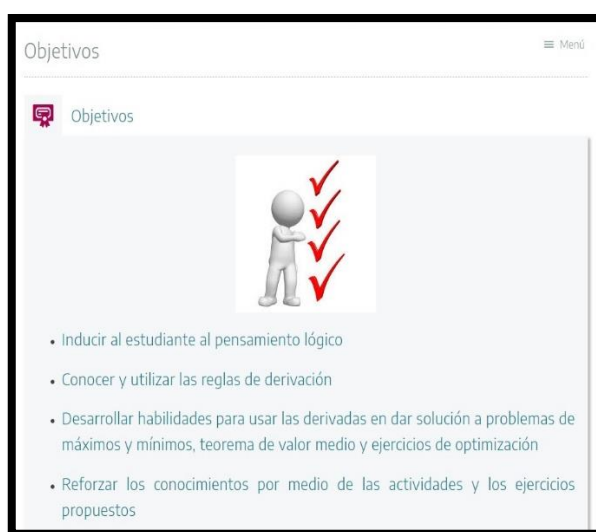 Objetivos
≡ Menú
Objetivos
• Inducir al estudiante al pensamiento lógico
• Conocer y utilizar las reglas de derivación
• Desarrollar habilidades para usar las derivadas en dar solución a problemas de
máximos y mínimos, teorema de valor medio y ejercicios de optimización
• Reforzar los conocimientos por medio de las actividades y los ejercicios
propuestos